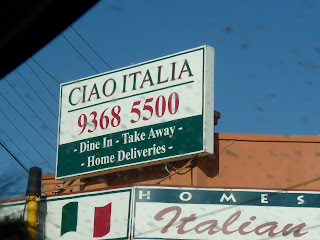 CIAO ITALIA
9368 5500
- Dine In - Take Away -
- Home Deliveries -
HOMES
Italian